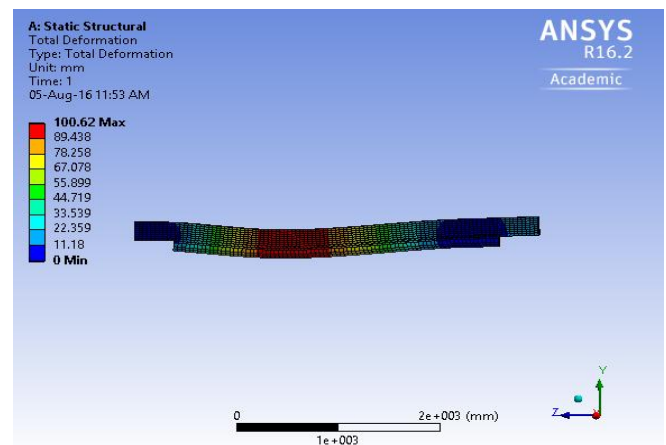 A: Static Structural
Total Deformation
Type: Total Deformation
Unit: mm
Time: 1
05-Aug-16 11:53 AM
100.62 Max
89.438
78.258
67.078
55.899
44.719
33.539
22.359
11.18
0 Min
ANSYS
R16.2
Academic
0
2e+003 (mm)
1e+003
Y
Z
X